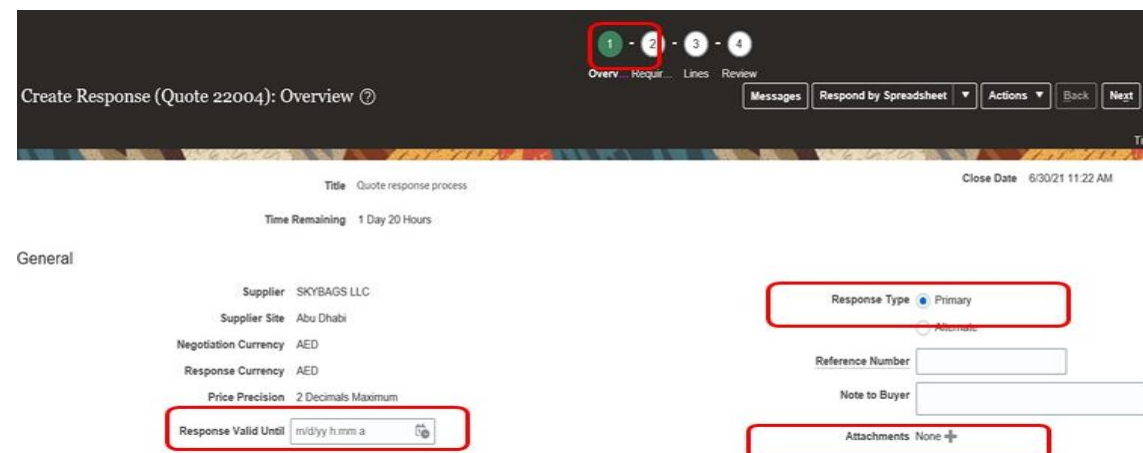 1 - 2 - 3 - 4
Overv... Requir... Lines Review
Create Response (Quote 22004): Overview ?
Messages Respond by Spreadsheet Actions Back Next
Title Quote response process
Close Date 6/30/21 11:22 AM
Time Remaining 1 Day 20 Hours
General
Supplier SKYBAGS LLC
Response Type Primary
Supplier Site Abu Dhabi
Alternate
Negotiation Currency AED
Response Currency AED
Reference Number
Price Precision 2 Decimals Maximum
Note to Buyer
Response Valid Until m/d/yy h:mm a
Attachments None